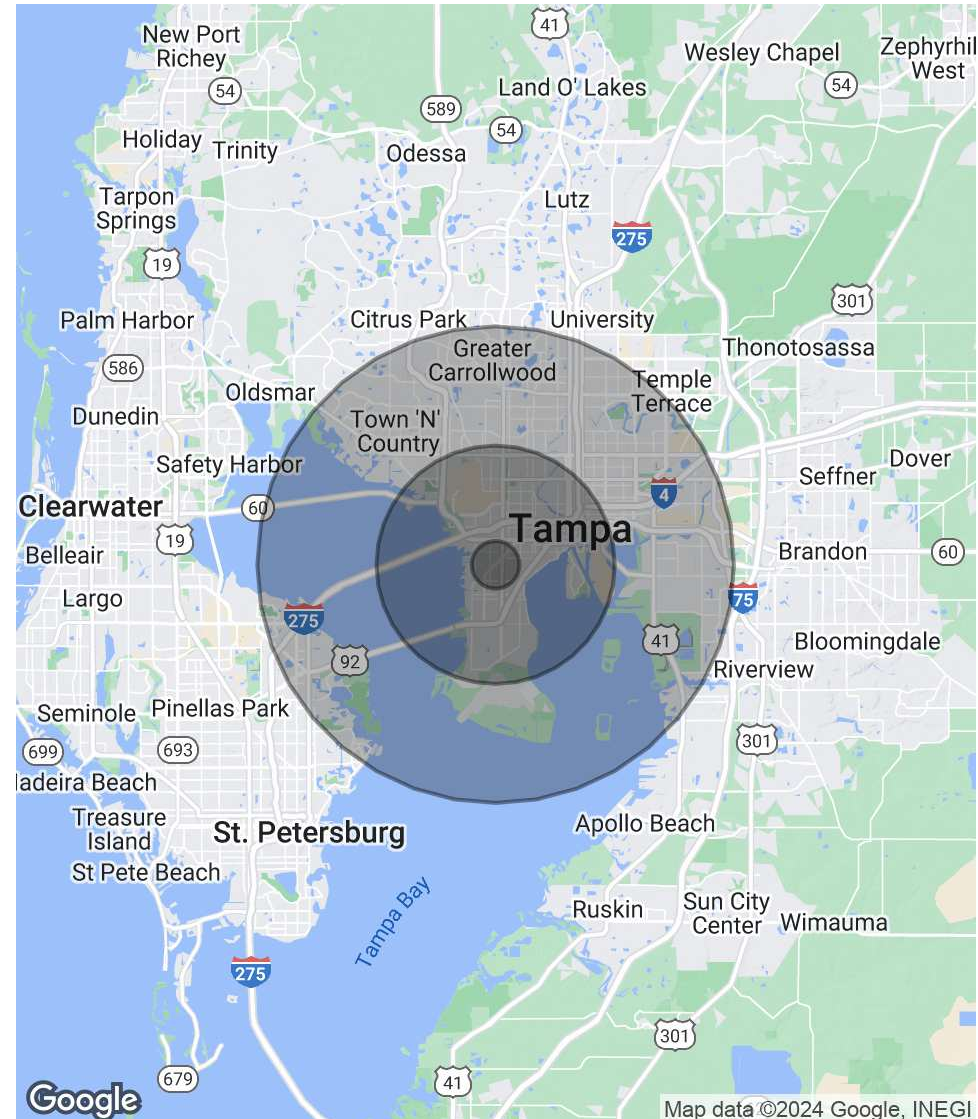 41
New Port
Richey
Wesley Chapel
Zephyrhil
West
54
Land O' Lakes
54
589
54
Holiday
Trinity
Odessa
Tarpon
Springs
Lutz
275
19
301
Palm Harbor
Citrus Park
University
Greater
Carrollwood
Thonotosassa
586
Temple
Terrace
Oldsmar
Dunedin
Town 'N'
Country
Safety Harbor
Dover
Seffner
4
Clearwater
60
Tampa
19
Belleair
Brandon
60
Largo
75
275
41
Bloomingdale
92
Riverview
Seminole
Pinellas Park
699
693
301
Madeira Beach
Treasure
Island
St. Petersburg
Apollo Beach
St Pete Beach
Tampa Bay
Ruskin
Sun City
Center
Wimauma
275
301
679
41
Google
Map data ©2024 Google, INEGI